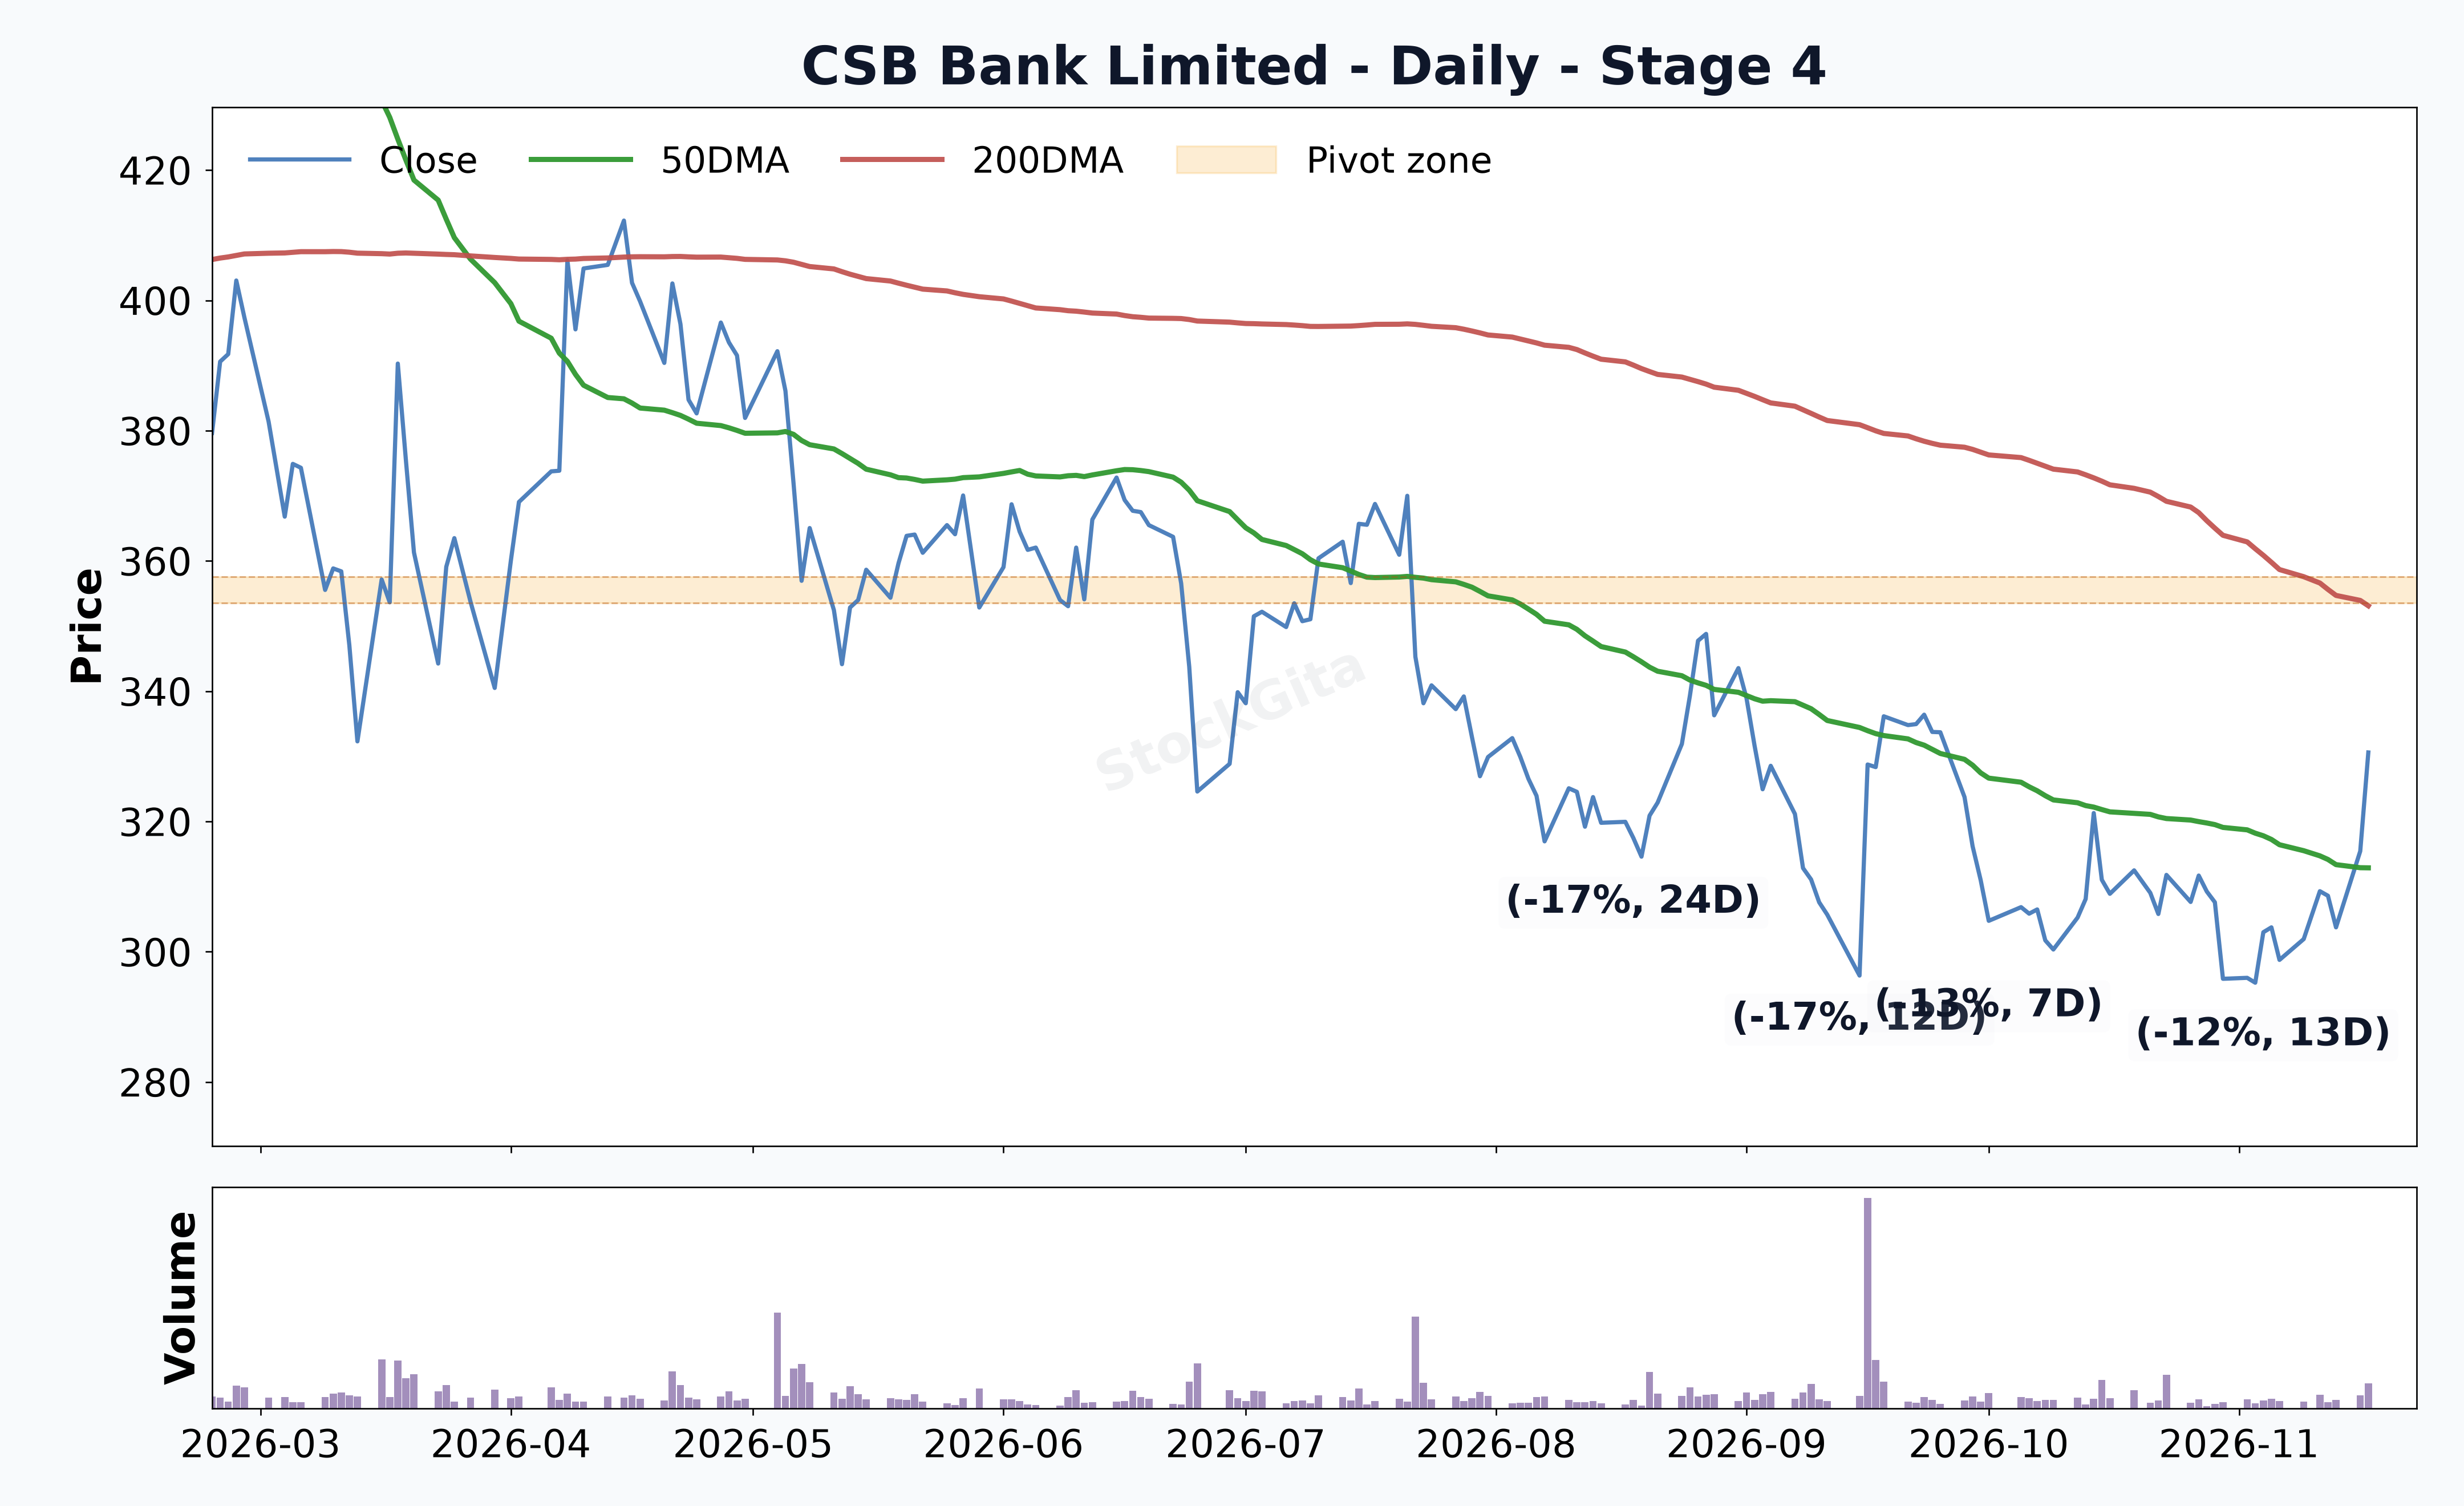 CSB Bank Limited - Daily - Stage 4
Close 50DMA 200DMA Pivot zone
420
400
380
360
340
320
300
280
Price
StockGita
(-17%, 24D)
(-17%, 12D)
(-13%, 7D)
(-12%, 13D)
Volume
2026-03 2026-04 2026-05 2026-06 2026-07 2026-08 2026-09 2026-10 2026-11